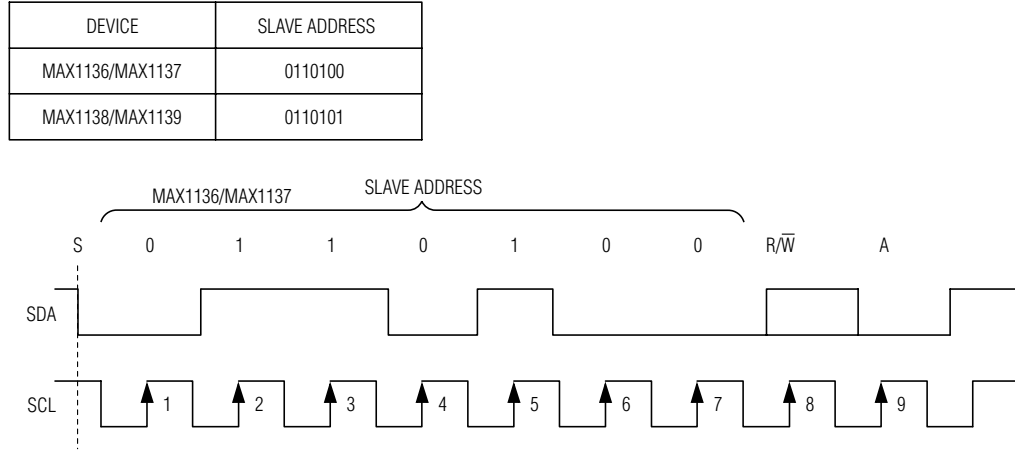 DEVICE SLAVE ADDRESS
MAX1136/MAX1137 0110100
MAX1138/MAX1139 0110101
MAX1136/MAX1137 SLAVE ADDRESS
S 0 1 1 0 1 0 0 R/W̅ A
SDA
SCL 1 2 3 4 5 6 7 8 9